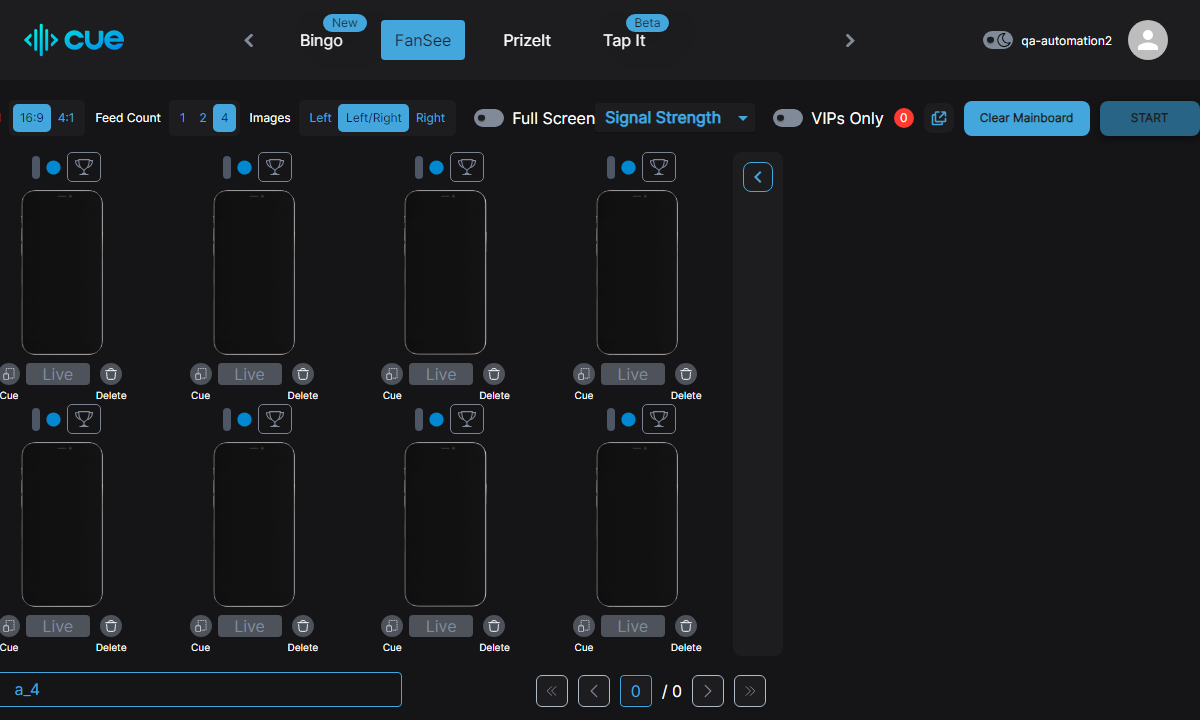 cue
New
Bingo
FanSee
PrizeIt
Beta
Tap It
qa-automation2
16:9
4:1
Feed Count
1
2
4
Images
Left
Left/Right
Right
Full Screen
Signal Strength
VIPs Only
0
Clear Mainboard
START
Live
Live
Live
Live
Cue
Delete
Cue
Delete
Cue
Delete
Cue
Delete
Live
Live
Live
Live
Cue
Delete
Cue
Delete
Cue
Delete
Cue
Delete
a_4
0
/ 0